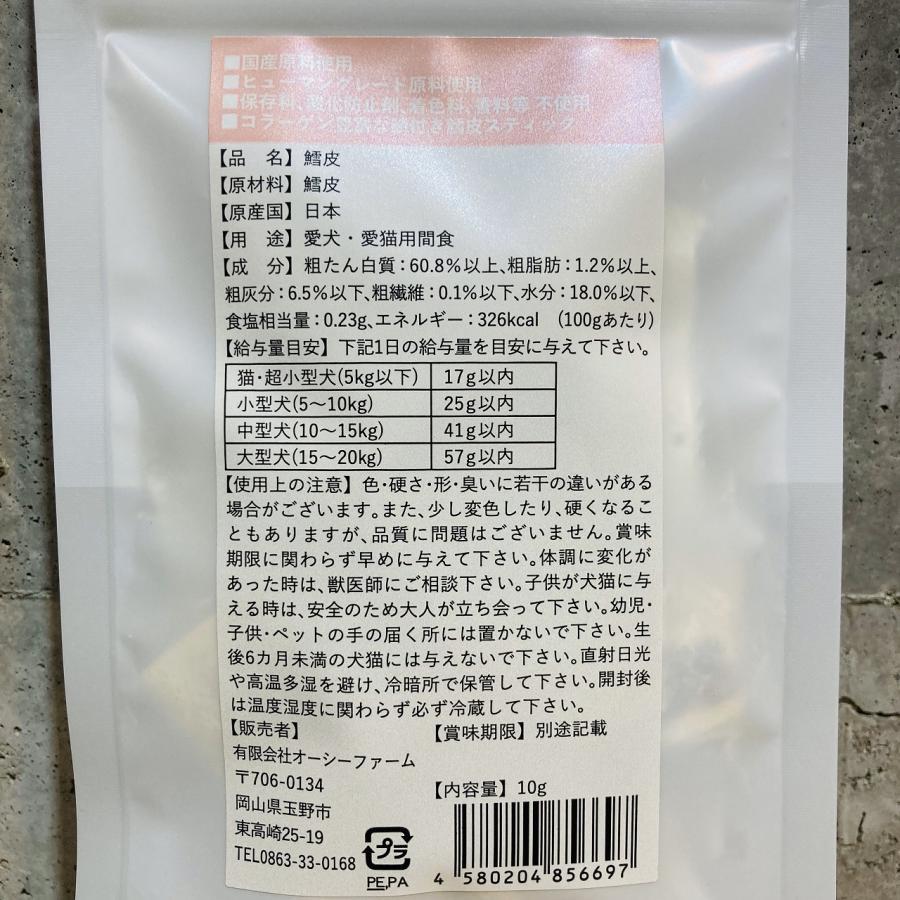 ■国産原料使用
■ヒューマングレード原料使用
■保存料、酸化防止剤、着色料、香料等 不使用
■コラーゲン豊富な味付き鱈皮スティック
【品　名】鱈皮
【原材料】鱈皮
【原産国】日本
【用　途】愛犬・愛猫用間食
【成　分】粗たん白質：60.8％以上、粗脂肪：1.2％以上、
粗灰分：6.5％以下、粗繊維：0.1％以下、水分：18.0％以下、
食塩相当量：0.23g、エネルギー：326kcal　(100gあたり)
【給与量目安】下記1日の給与量を目安に与えて下さい。
猫・超小型犬(5kg以下) 17g以内
小型犬(5〜10kg) 25g以内
中型犬(10〜15kg) 41g以内
大型犬(15〜20kg) 57g以内
【使用上の注意】色・硬さ・形・臭いに若干の違いがある
場合がございます。また、少し変色したり、硬くなるこ
ともありますが、品質に問題はございません。賞味
期限に関わらず早めに与えて下さい。体調に変化が
あった時は、獣医師にご相談下さい。子供が犬猫に与
える時は、安全のため大人が立ち会って下さい。幼児・
子供・ペットの手の届く所には置かないで下さい。生
後6カ月未満の犬猫には与えないで下さい。直射日光
や高温多湿を避け、冷暗所で保管して下さい。開封後
は温度湿度に関わらず必ず冷蔵して下さい。
【販売者】
有限会社オーシーファーム
〒706-0134
岡山県玉野市
東高崎25-19
TEL0863-33-0168
【賞味期限】別途記載
【内容量】10g
プラ
PE,PA
4 580204 856697